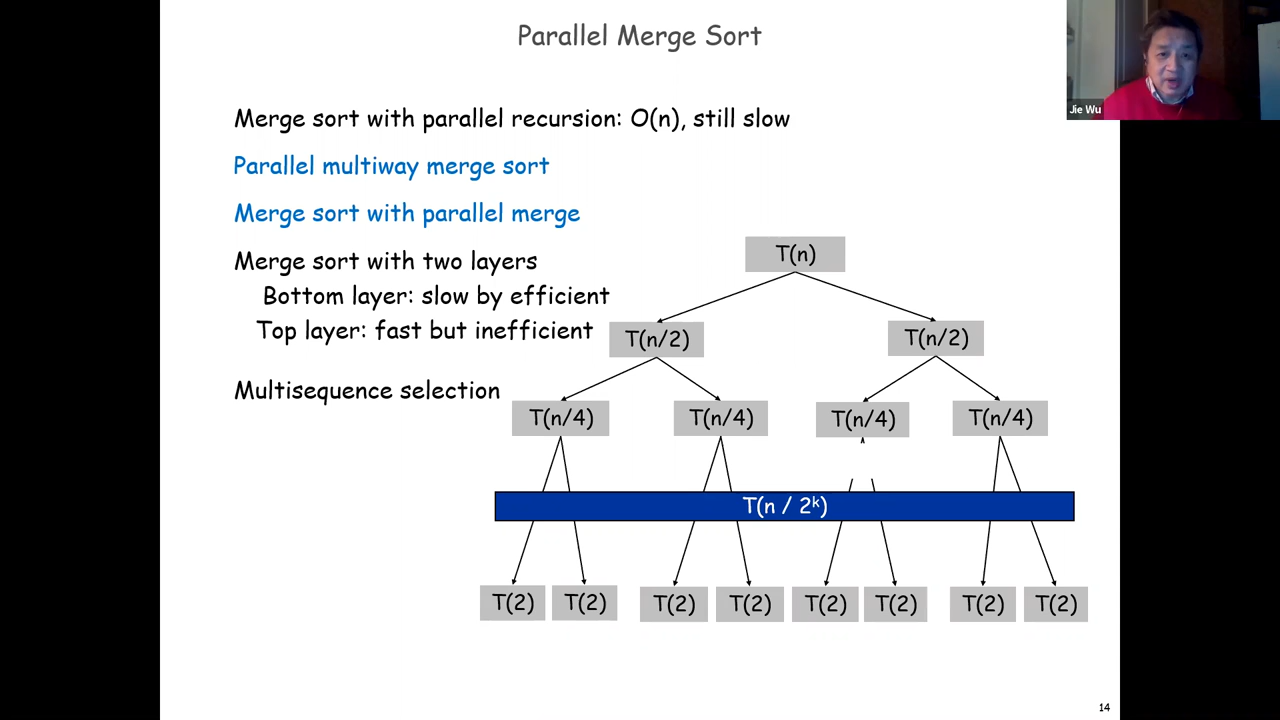 Parallel Merge Sort
Jie Wu
Merge sort with parallel recursion: O(n), still slow
Parallel multiway merge sort
Merge sort with parallel merge
Merge sort with two layers
Bottom layer: slow by efficient
Top layer: fast but inefficient
Multisequence selection
T(n)
T(n/2) T(n/2)
T(n/4) T(n/4) T(n/4) T(n/4)
T(n / 2ᵏ)
T(2) T(2) T(2) T(2) T(2) T(2) T(2) T(2)
14